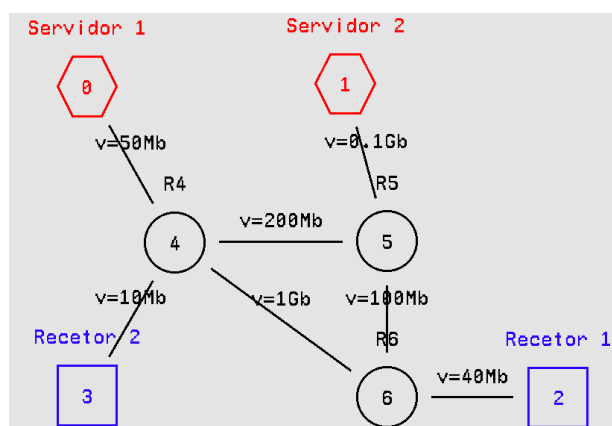 Servidor 1
Servidor 2
0
1
v=50Mb
v=0.1Gb
R4
R5
4
v=200Mb
5
v=10Mb
v=1Gb
v=100Mb
Recetor 2
R6
Recetor 1
3
6
v=40Mb
2